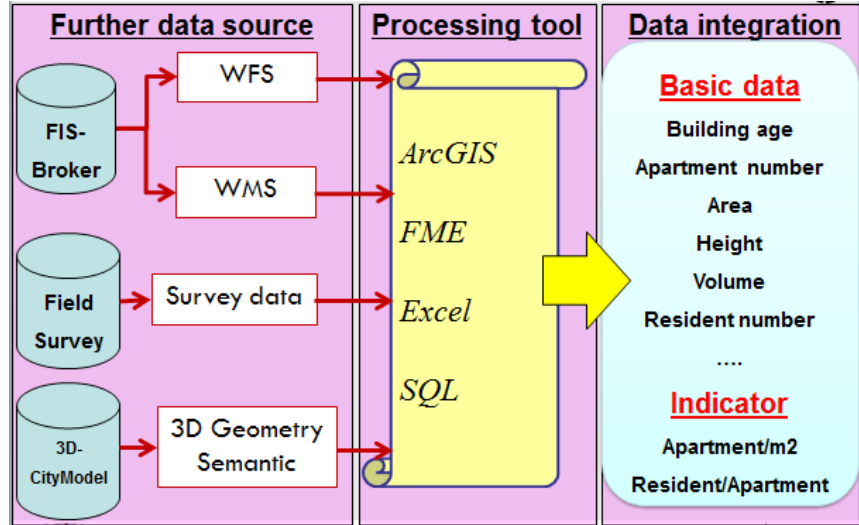 Further data source
Processing tool
Data integration
FIS-
Broker
WFS
WMS
Field
Survey
Survey data
3D-
CityModel
3D Geometry
Semantic
ArcGIS
FME
Excel
SQL
Basic data
Building age
Apartment number
Area
Height
Volume
Resident number
....
Indicator
Apartment/m2
Resident/Apartment